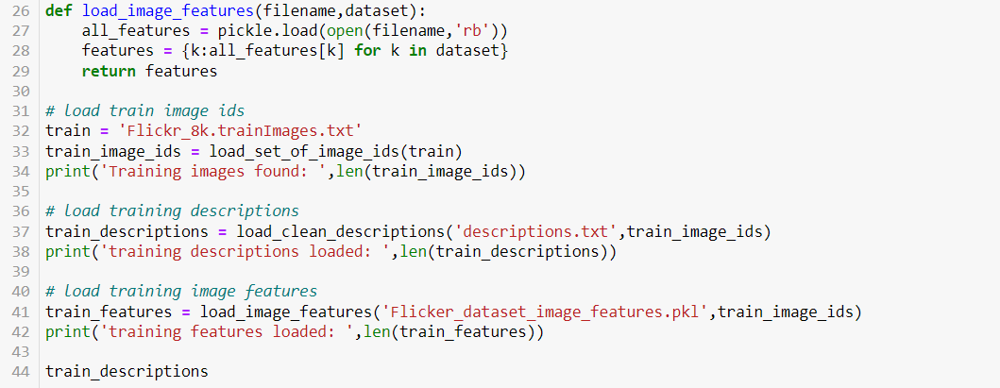 26 def load_image_features(filename,dataset):
27     all_features = pickle.load(open(filename,'rb'))
28     features = {k:all_features[k] for k in dataset}
29     return features
30
31 # load train image ids
32 train = 'Flickr_8k.trainImages.txt'
33 train_image_ids = load_set_of_image_ids(train)
34 print('Training images found: ',len(train_image_ids))
35
36 # load training descriptions
37 train_descriptions = load_clean_descriptions('descriptions.txt',train_image_ids)
38 print('training descriptions loaded: ',len(train_descriptions))
39
40 # load training image features
41 train_features = load_image_features('Flicker_dataset_image_features.pkl',train_image_ids)
42 print('training features loaded: ',len(train_features))
43
44 train_descriptions